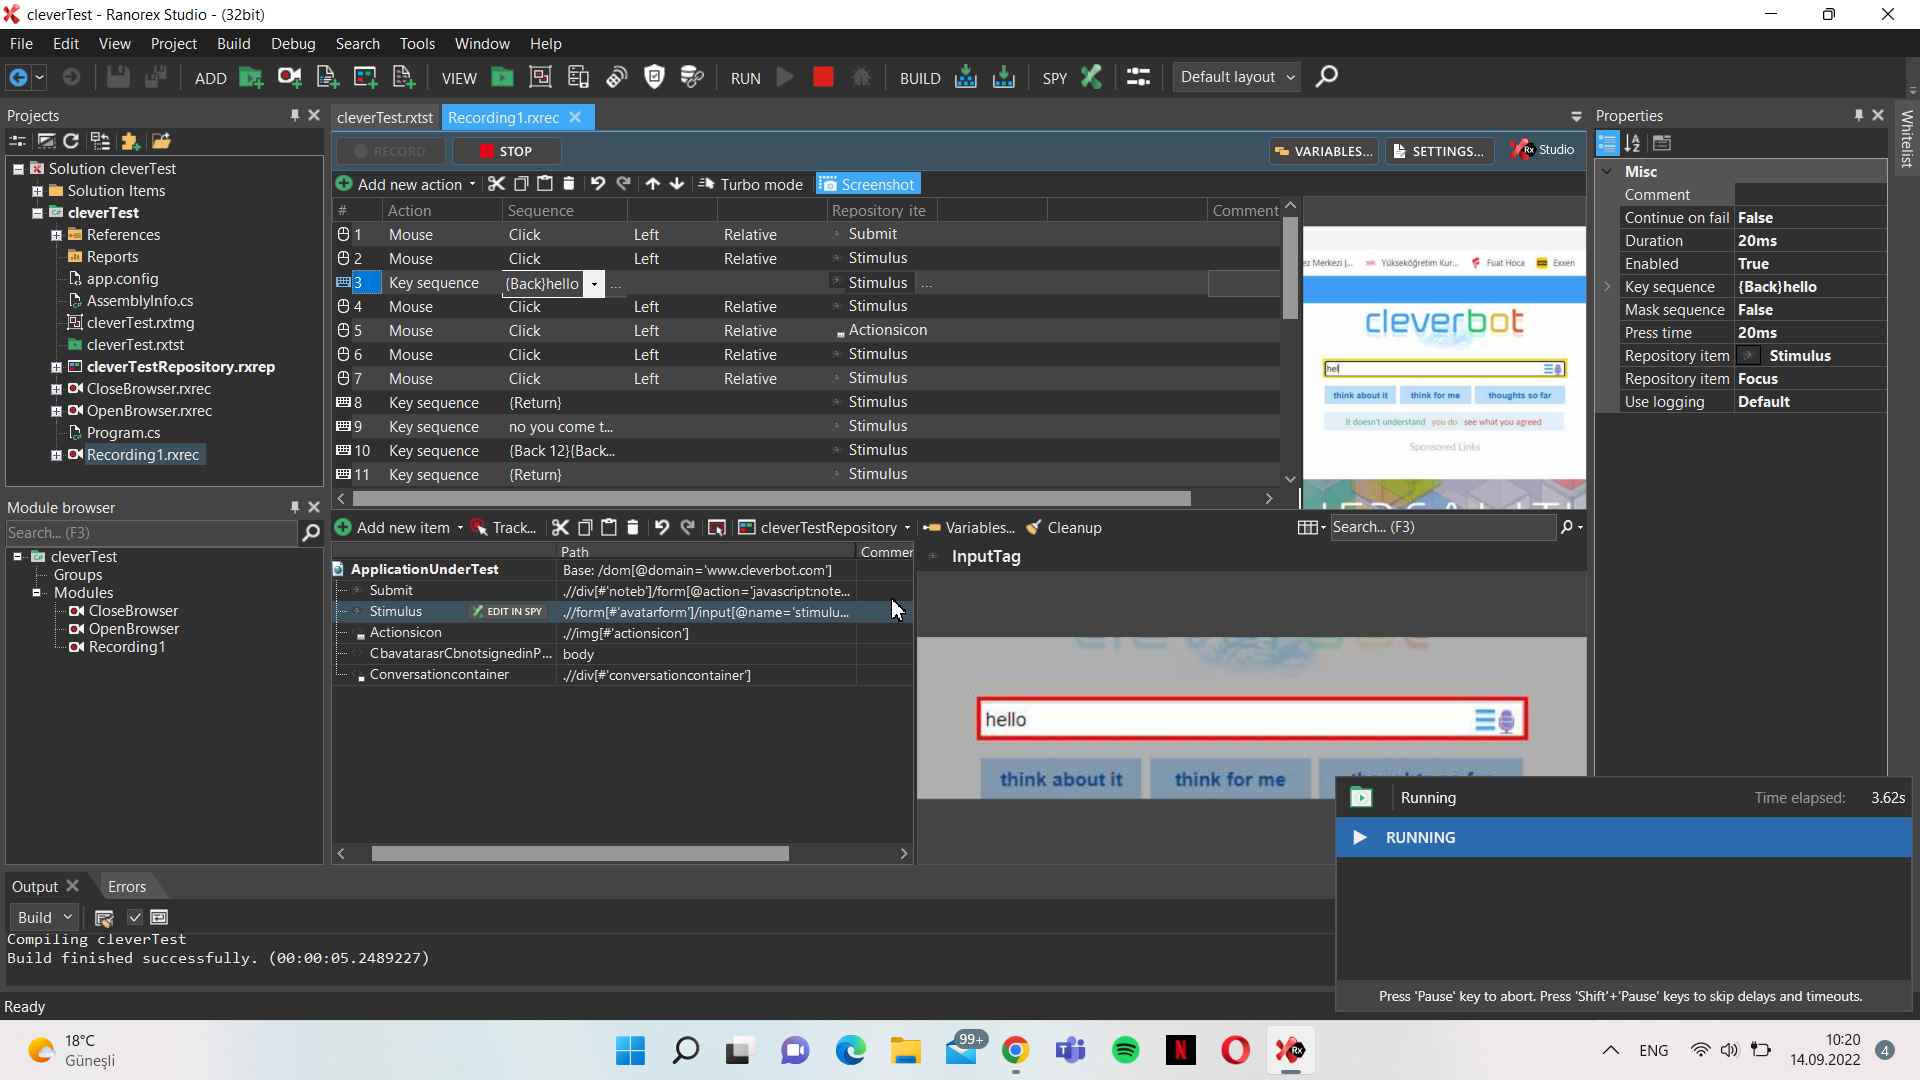 cleverTest - Ranorex Studio - (32bit)
File Edit View Project Build Debug Search Tools Window Help
ADD VIEW RUN BUILD SPY Default layout
Projects
Solution cleverTest
Solution Items
cleverTest
References
Reports
app.config
AssemblyInfo.cs
cleverTest.rxtmg
cleverTest.rxtst
cleverTestRepository.rxrep
CloseBrowser.rxrec
OpenBrowser.rxrec
Program.cs
Recording1.rxrec
Module browser
Search... (F3)
cleverTest
Groups
Modules
CloseBrowser
OpenBrowser
Recording1
cleverTest.rxtst Recording1.rxrec
RECORD STOP VARIABLES... SETTINGS... Rx Studio
Add new action Turbo mode Screenshot
# Action Sequence Repository ite Comment
1 Mouse Click Left Relative Submit
2 Mouse Click Left Relative Stimulus
3 Key sequence {Back}hello ... Stimulus ...
4 Mouse Click Left Relative Stimulus
5 Mouse Click Left Relative Actionsicon
6 Mouse Click Left Relative Stimulus
7 Mouse Click Left Relative Stimulus
8 Key sequence {Return} Stimulus
9 Key sequence no you come t... Stimulus
10 Key sequence {Back 12}{Back... Stimulus
11 Key sequence {Return} Stimulus
ez Merkezi |... Yükseköğretim Kur... Fuat Hoca Exxen
cleverbot
hel
think about it think for me thoughts so far
it doesn't understand you do see what you agreed
Sponsored Links
Add new item Track... cleverTestRepository Variables... Cleanup Search... (F3)
Path Commer
ApplicationUnderTest Base: /dom[@domain='www.cleverbot.com']
Submit .//div[#'noteb']/form[@action='javascript:note...
Stimulus EDIT IN SPY .//form[#'avatarform']/input[@name='stimulu...
Actionsicon .//img[#'actionsicon']
CbavatarasrCbnotsignedinP... body
Conversationcontainer .//div[#'conversationcontainer']
InputTag
hello
think about it think for me
Properties
Misc
Comment
Continue on fail False
Duration 20ms
Enabled True
Key sequence {Back}hello
Mask sequence False
Press time 20ms
Repository item Stimulus
Repository item Focus
Use logging Default
Whitelist
Running Time elapsed: 3.62s
RUNNING
Press 'Pause' key to abort. Press 'Shift'+'Pause' keys to skip delays and timeouts.
Output Errors
Build
Compiling cleverTest
Build finished successfully. (00:00:05.2489227)
Ready
18°C
Güneşli
99+
N
Rx
ENG
10:20
14.09.2022
4